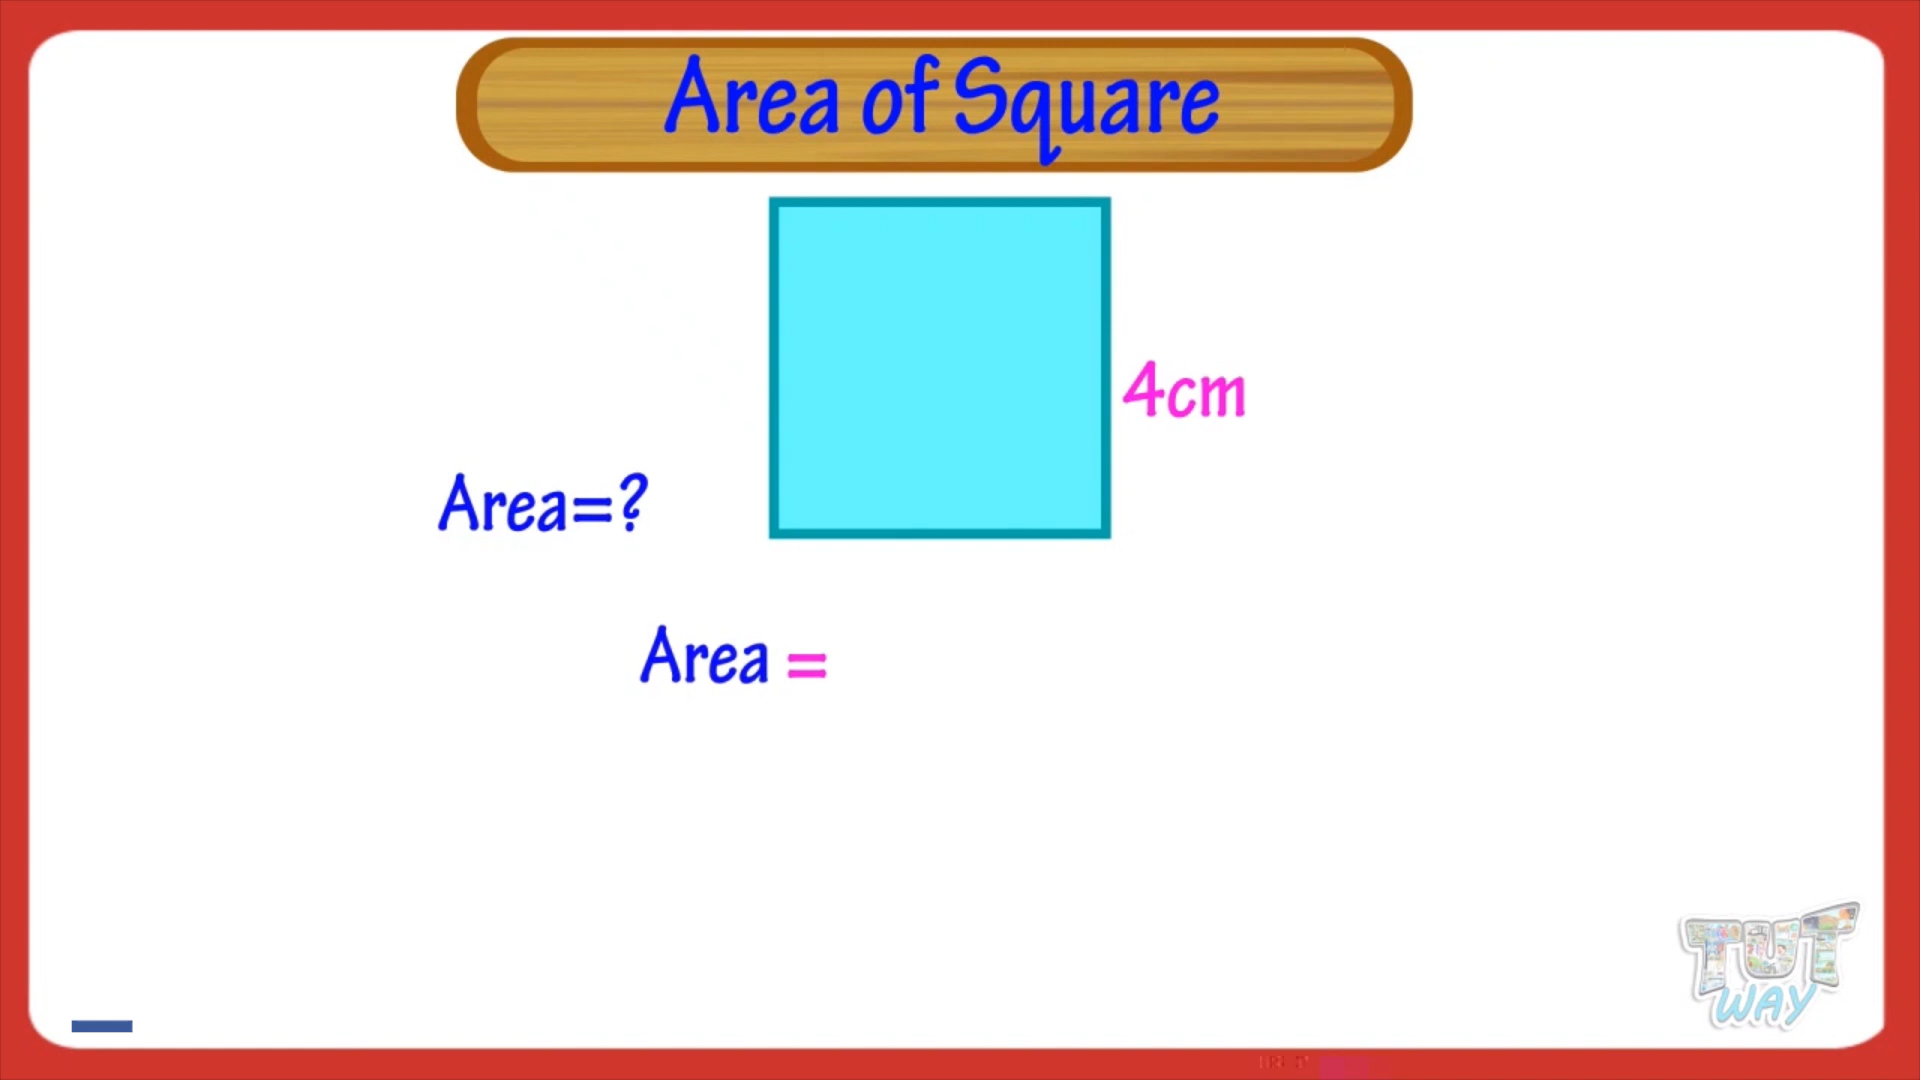 Area of Square
4cm
Area=?
Area =
TUT
WAY